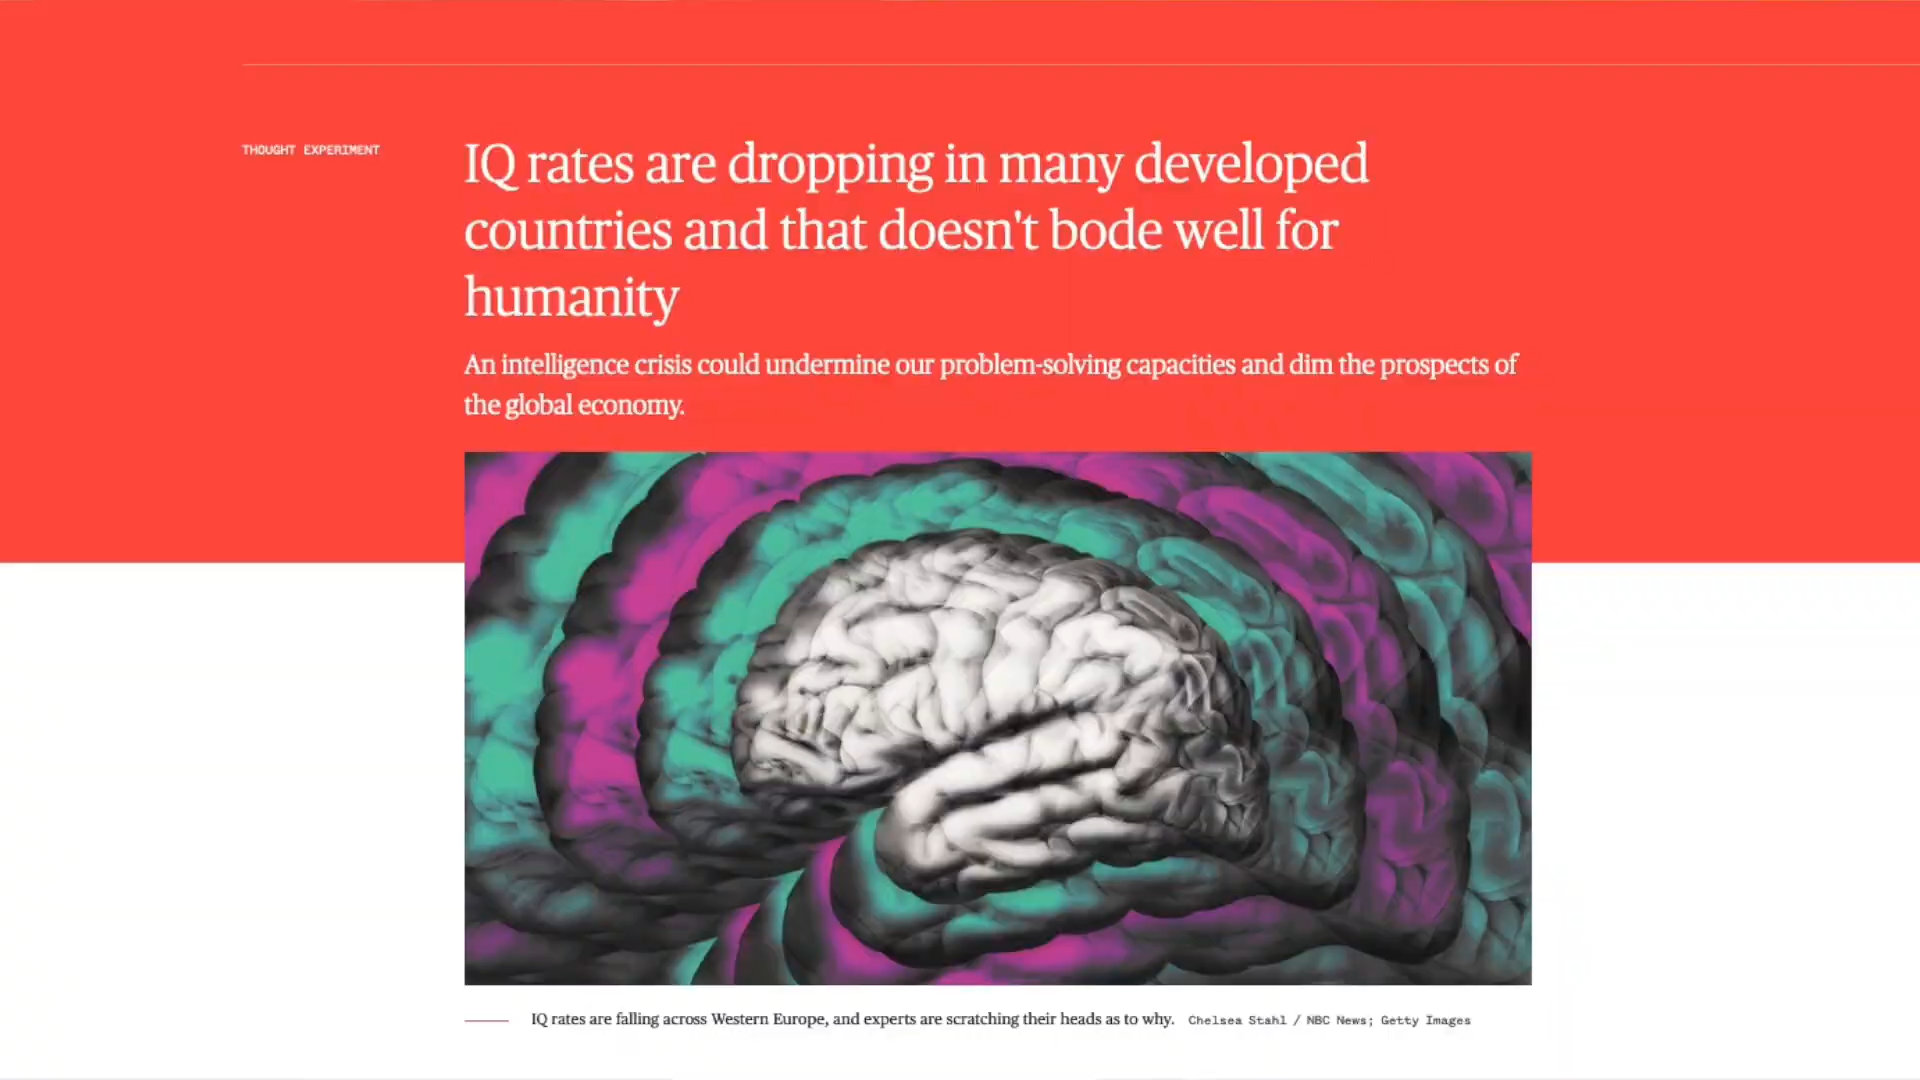 THOUGHT EXPERIMENT
IQ rates are dropping in many developed
countries and that doesn't bode well for
humanity
An intelligence crisis could undermine our problem-solving capacities and dim the prospects of
the global economy.
IQ rates are falling across Western Europe, and experts are scratching their heads as to why. Chelsea Stahl / NBC News; Getty Images